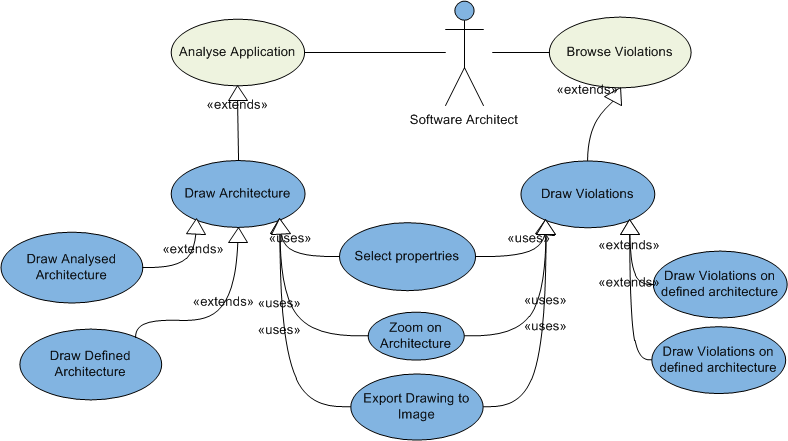 Analyse Application
Browse Violations
«extends»
«extends»
Software Architect
Draw Architecture
Draw Violations
«extends»
«uses»
«uses»
«extends»
Draw Analysed
Architecture
Select propertries
Draw Violations on
defined architecture
«extends»
«extends»
«uses»
«uses»
«uses»
«uses»
Zoom on
Architecture
Draw Defined
Architecture
Draw Violations on
defined architecture
Export Drawing to
Image